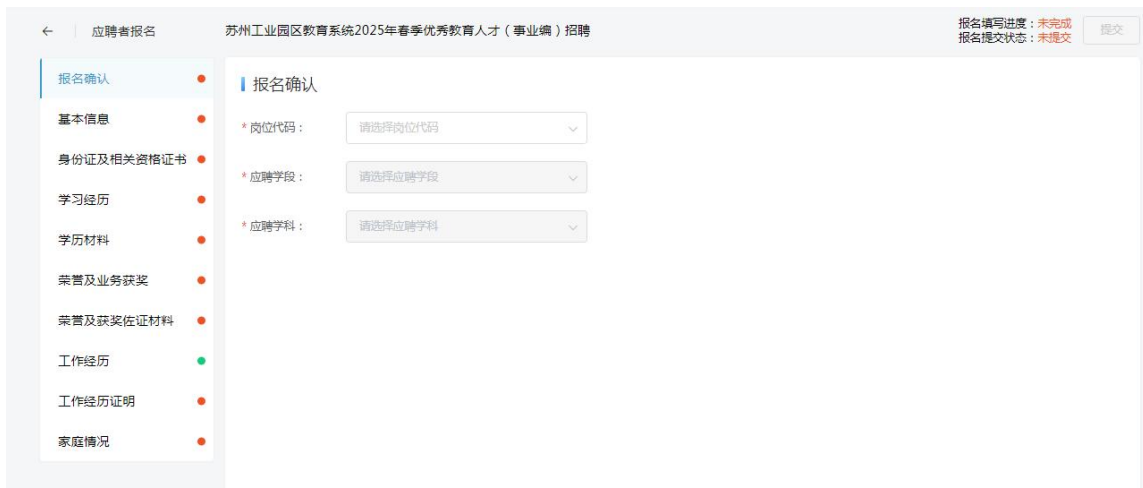 ← 应聘者报名
苏州工业园区教育系统2025年春季优秀教育人才（事业编）招聘
报名填写进度：未完成
报名提交状态：未提交
提交
报名确认
基本信息
身份证及相关资格证书
学习经历
学历材料
荣誉及业务获奖
荣誉及获奖佐证材料
工作经历
工作经历证明
家庭情况
报名确认
* 岗位代码： 请选择岗位代码
* 应聘学段： 请选择应聘学段
* 应聘学科： 请选择应聘学科